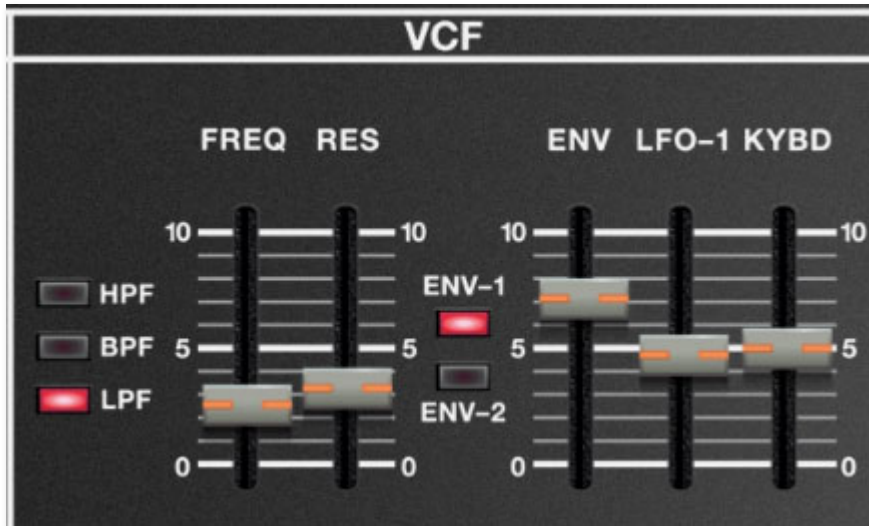 VCF
FREQ RES ENV LFO-1 KYBD
10 10 10 10
ENV-1
HPF
BPF 5 5 5
LPF
ENV-2
0 0 0 0